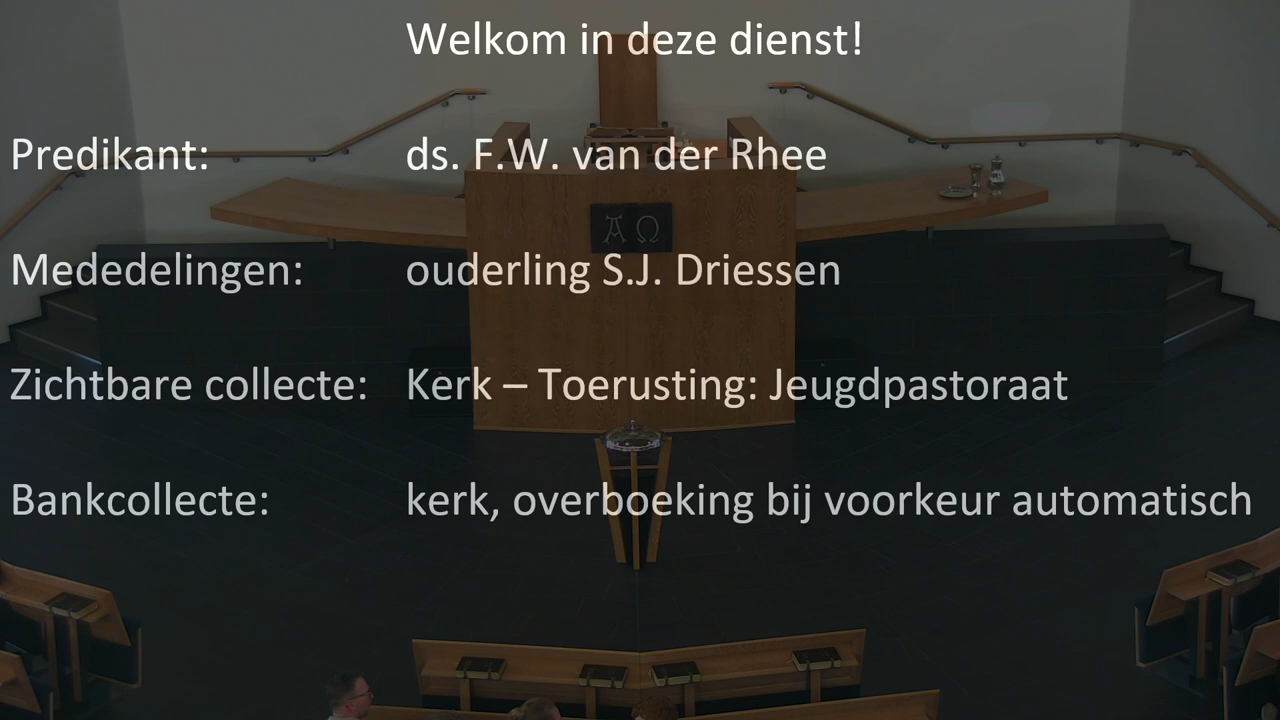 Welkom in deze dienst!
Predikant: ds. F.W. van der Rhee
Mededelingen: ouderling S.J. Driessen
Zichtbare collecte: Kerk – Toerusting: Jeugdpastoraat
Bankcollecte: kerk, overboeking bij voorkeur automatisch
Α Ω